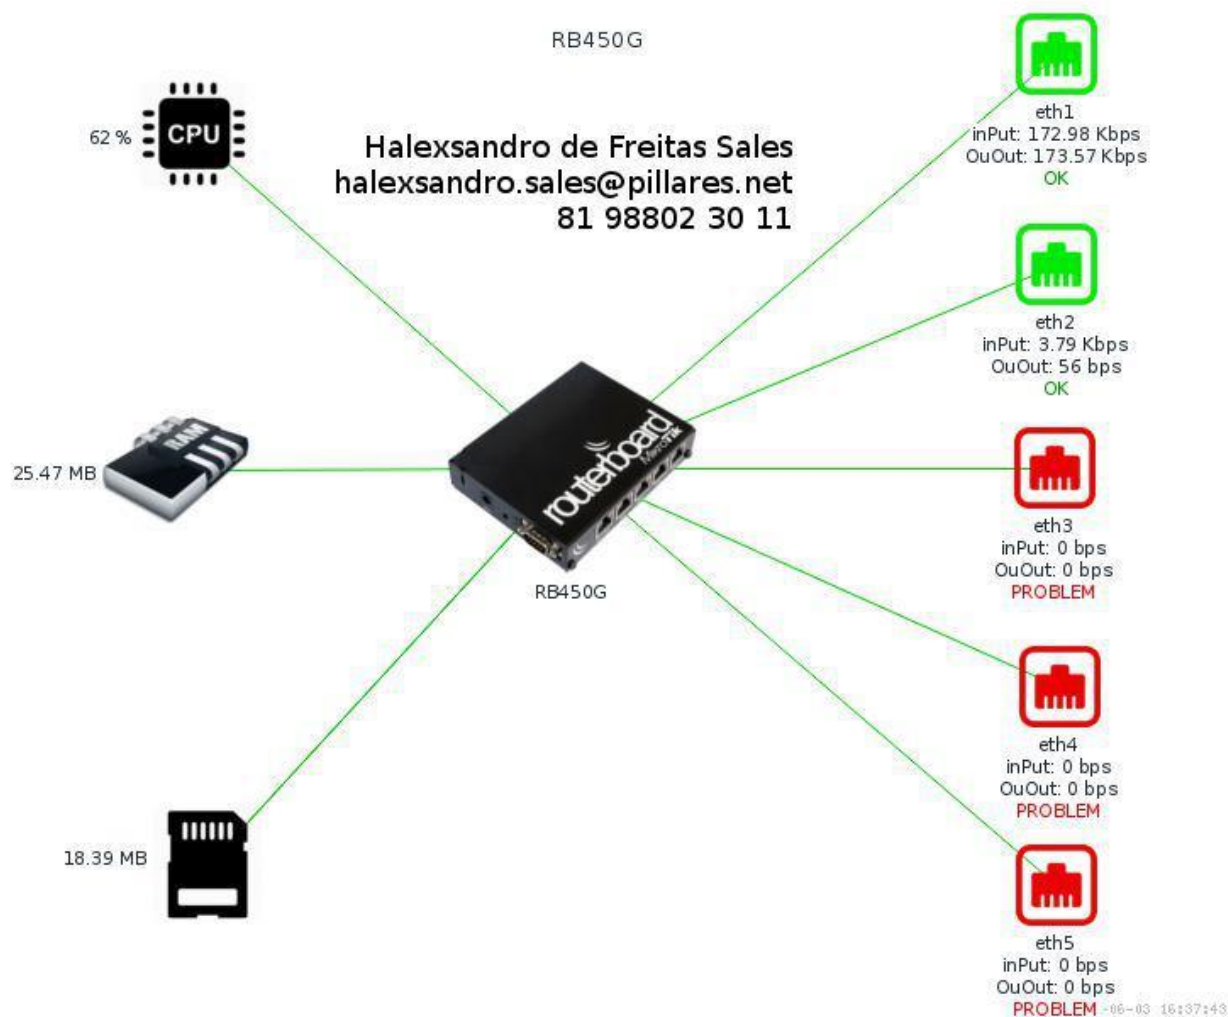 RB450G
CPU
62 %
Halexsandro de Freitas Sales
halexsandro.sales@pillares.net
81 98802 30 11
eth1
inPut: 172.98 Kbps
OuOut: 173.57 Kbps
OK
eth2
inPut: 3.79 Kbps
OuOut: 56 bps
OK
RAM
25.47 MB
routerboard
MikroTik
RB450G
eth3
inPut: 0 bps
OuOut: 0 bps
PROBLEM
eth4
inPut: 0 bps
OuOut: 0 bps
PROBLEM
18.39 MB
eth5
inPut: 0 bps
OuOut: 0 bps
PROBLEM
-06-03 16:37:43